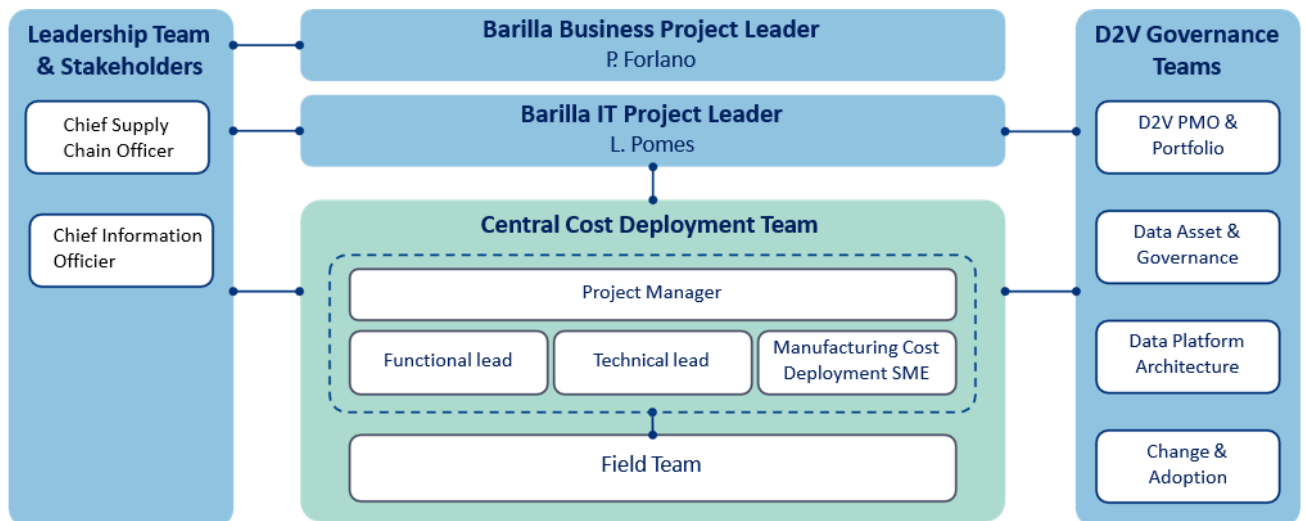 Leadership Team
& Stakeholders
Chief Supply
Chain Officer
Chief Information
Officier
Barilla Business Project Leader
P. Forlano
Barilla IT Project Leader
L. Pomes
Central Cost Deployment Team
Project Manager
Functional lead
Technical lead
Manufacturing Cost
Deployment SME
Field Team
D2V Governance
Teams
D2V PMO &
Portfolio
Data Asset &
Governance
Data Platform
Architecture
Change &
Adoption